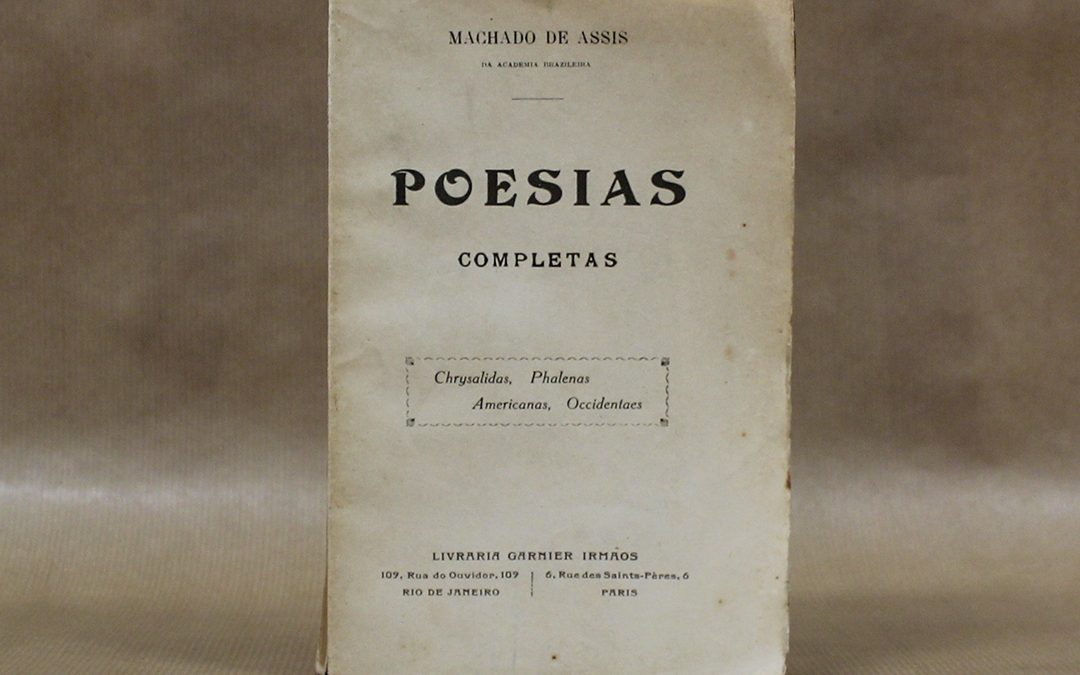 MACHADO DE ASSIS
DA ACADEMIA BRAZILEIRA
POESIAS
COMPLETAS
Chrysalidas, Phalenas
Americanas, Occidentaes
LIVRARIA GARNIER IRMÃOS
109, Rua do Ouvidor, 109 | 6, Rue des Saints-Pères, 6
RIO DE JANEIRO | PARIS